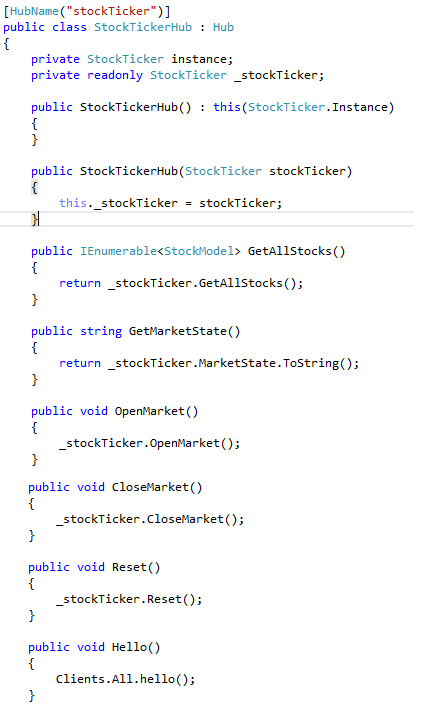 [HubName("stockTicker")]
public class StockTickerHub : Hub
{
    private StockTicker instance;
    private readonly StockTicker _stockTicker;

    public StockTickerHub() : this(StockTicker.Instance)
    {
    }

    public StockTickerHub(StockTicker stockTicker)
    {
        this._stockTicker = stockTicker;
    }

    public IEnumerable<StockModel> GetAllStocks()
    {
        return _stockTicker.GetAllStocks();
    }

    public string GetMarketState()
    {
        return _stockTicker.MarketState.ToString();
    }

    public void OpenMarket()
    {
        _stockTicker.OpenMarket();
    }

    public void CloseMarket()
    {
        _stockTicker.CloseMarket();
    }

    public void Reset()
    {
        _stockTicker.Reset();
    }

    public void Hello()
    {
        Clients.All.hello();
    }